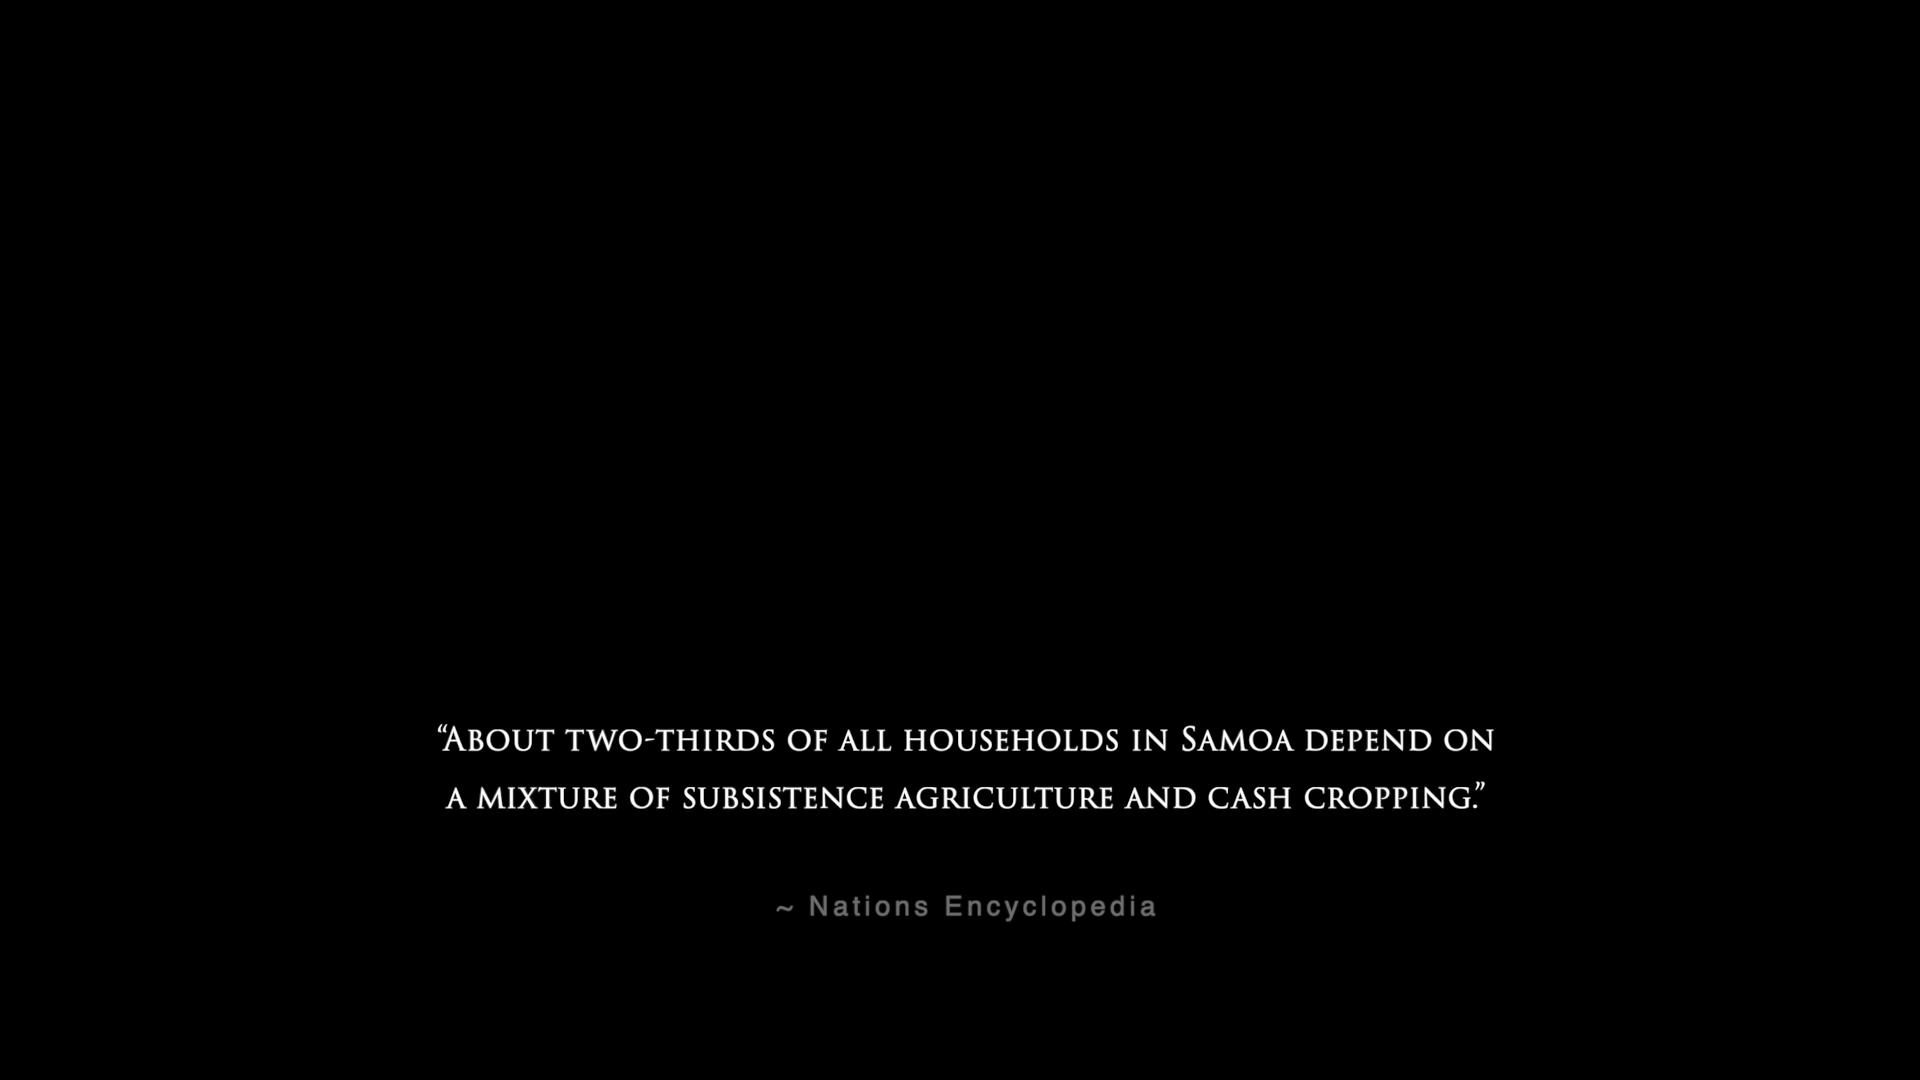 “About two-thirds of all households in Samoa depend on
a mixture of subsistence agriculture and cash cropping.”
~ Nations Encyclopedia